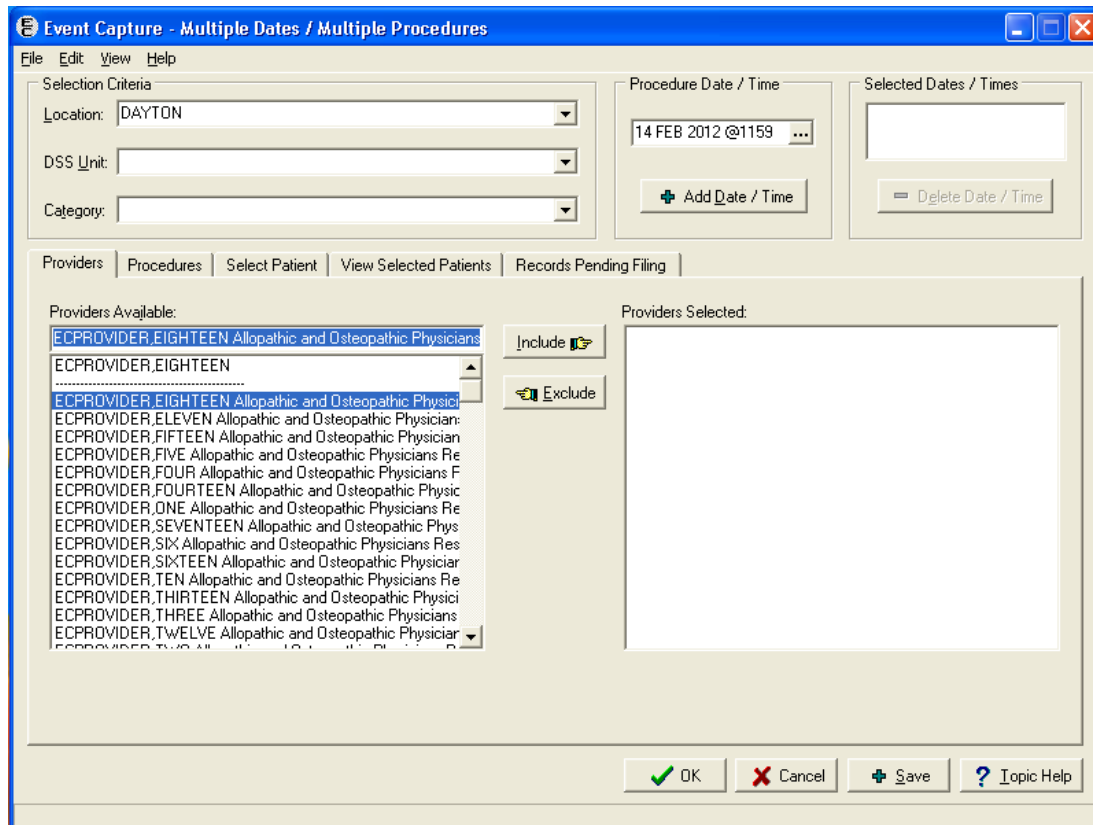 Event Capture - Multiple Dates / Multiple Procedures
File Edit View Help
Selection Criteria
Location: DAYTON
DSS Unit:
Category:
Procedure Date / Time
14 FEB 2012 @1159 ...
Add Date / Time
Selected Dates / Times
Delete Date / Time
Providers Procedures Select Patient View Selected Patients Records Pending Filing
Providers Available:
ECPROVIDER,EIGHTEEN Allopathic and Osteopathic Physicians
ECPROVIDER,EIGHTEEN
----------------------------------------------
ECPROVIDER,EIGHTEEN Allopathic and Osteopathic Physici
ECPROVIDER,ELEVEN Allopathic and Osteopathic Physicians
ECPROVIDER,FIFTEEN Allopathic and Osteopathic Physician
ECPROVIDER,FIVE Allopathic and Osteopathic Physicians Re
ECPROVIDER,FOUR Allopathic and Osteopathic Physicians F
ECPROVIDER,FOURTEEN Allopathic and Osteopathic Physic
ECPROVIDER,ONE Allopathic and Osteopathic Physicians Re
ECPROVIDER,SEVENTEEN Allopathic and Osteopathic Phys
ECPROVIDER,SIX Allopathic and Osteopathic Physicians Res
ECPROVIDER,SIXTEEN Allopathic and Osteopathic Physician
ECPROVIDER,TEN Allopathic and Osteopathic Physicians Re
ECPROVIDER,THIRTEEN Allopathic and Osteopathic Physici
ECPROVIDER,THREE Allopathic and Osteopathic Physicians
ECPROVIDER,TWELVE Allopathic and Osteopathic Physician
Include
Exclude
Providers Selected:
OK Cancel Save Topic Help